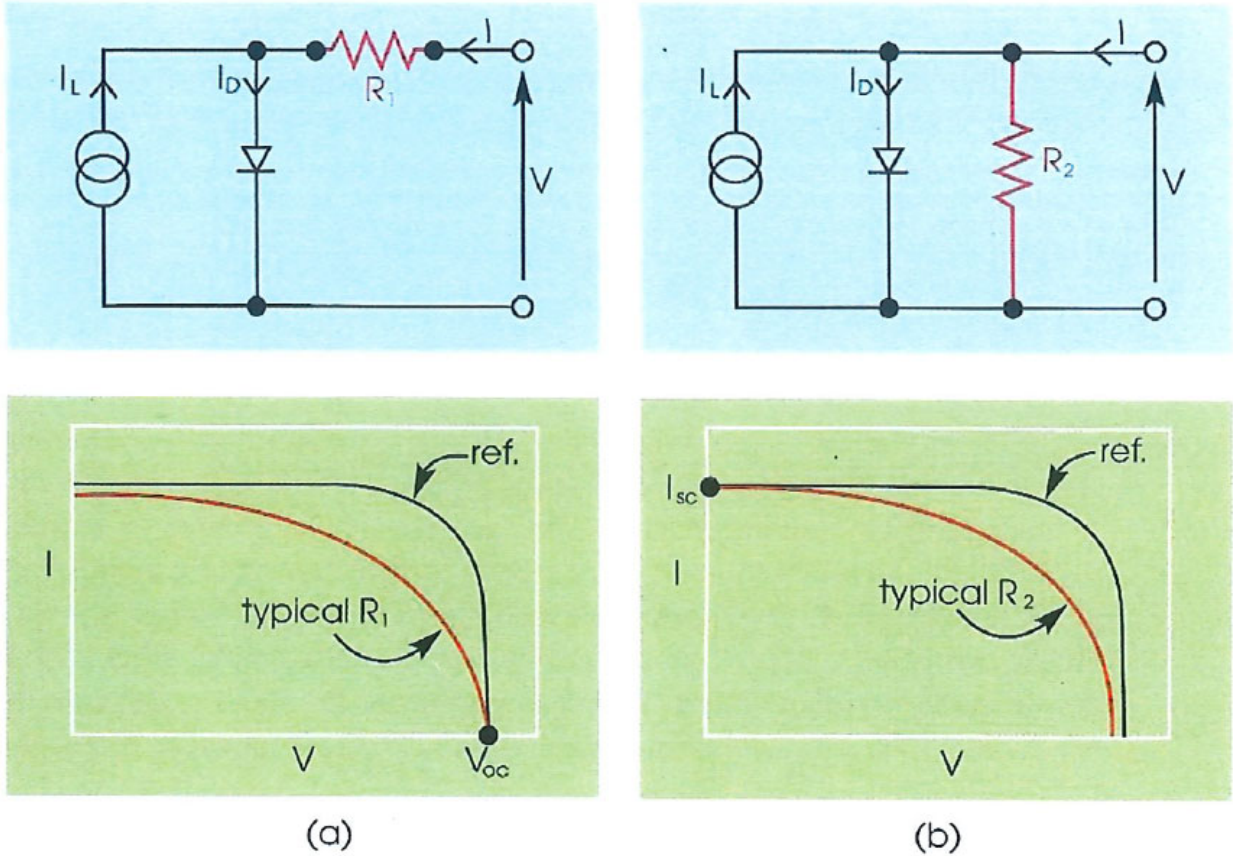 I
I_L
I_D
R_1
V
I
I_L
I_D
R_2
V
ref.
I
typical R_1
V
V_oc
(a)
ref.
I_sc
I
typical R_2
V
(b)